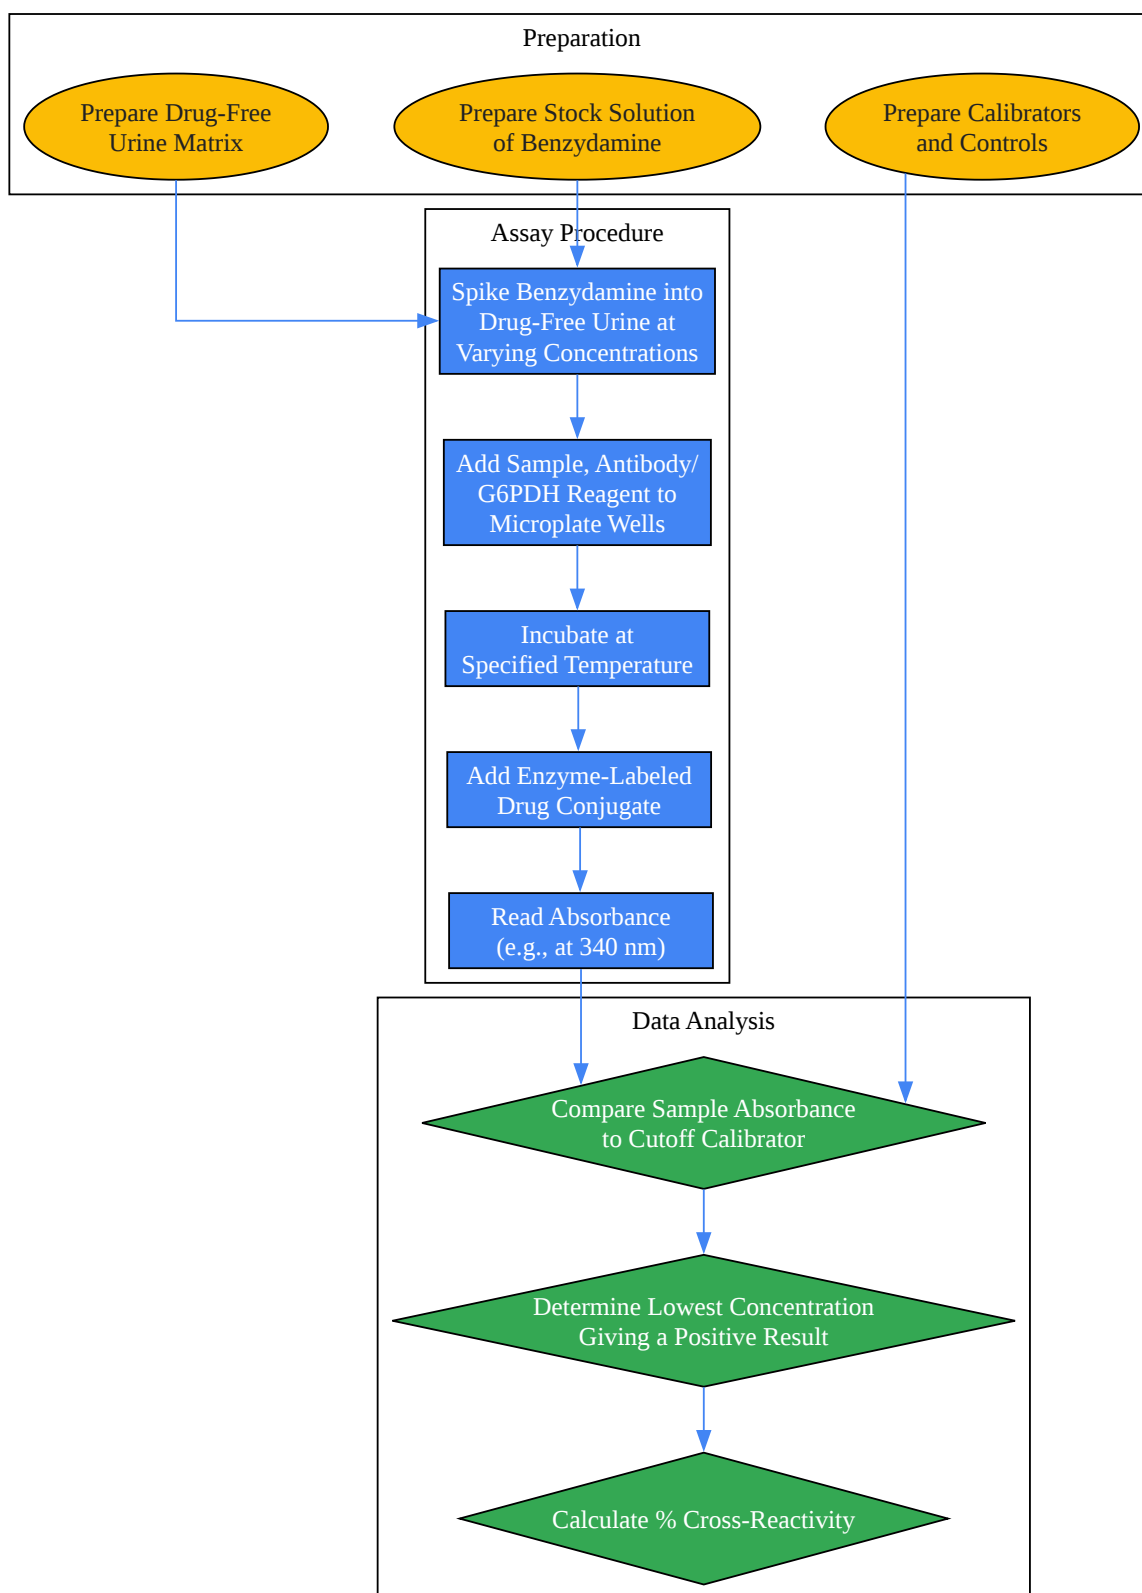 Preparation
Prepare Drug-Free
Urine Matrix
Prepare Stock Solution
of Benzydamine
Prepare Calibrators
and Controls
Assay Procedure
Spike Benzydamine into
Drug-Free Urine at
Varying Concentrations
Add Sample, Antibody/
G6PDH Reagent to
Microplate Wells
Incubate at
Specified Temperature
Add Enzyme-Labeled
Drug Conjugate
Read Absorbance
(e.g., at 340 nm)
Data Analysis
Compare Sample Absorbance
to Cutoff Calibrator
Determine Lowest Concentration
Giving a Positive Result
Calculate % Cross-Reactivity